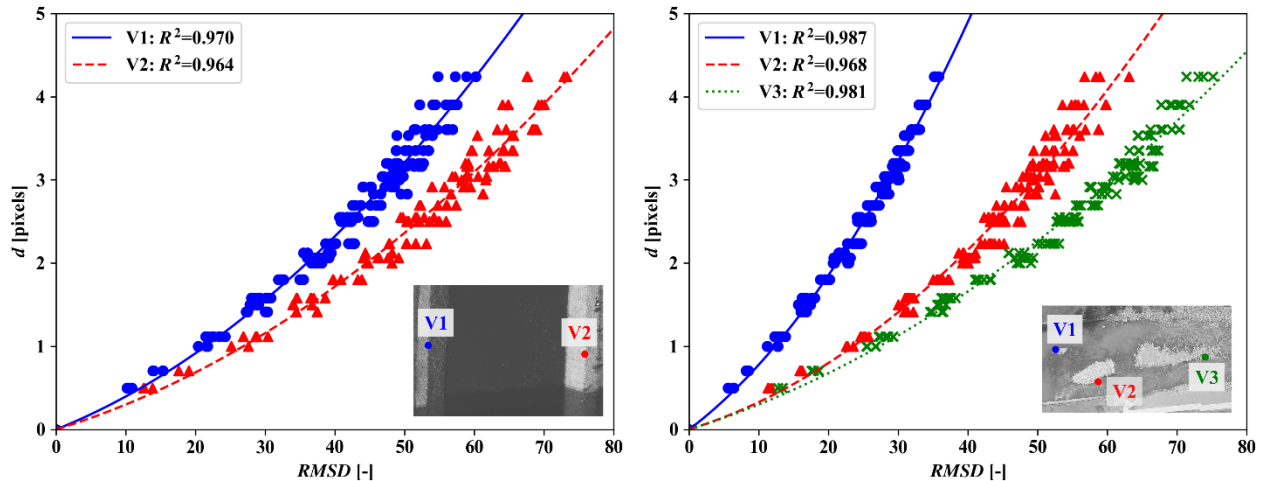 V1: R²=0.970
V2: R²=0.964
d [pixels]
5
4
3
2
1
0
0 10 20 30 40 50 60 70 80
RMSD [-]
V1
V2
V1: R²=0.987
V2: R²=0.968
V3: R²=0.981
d [pixels]
5
4
3
2
1
0
0 10 20 30 40 50 60 70 80
RMSD [-]
V1
V2
V3